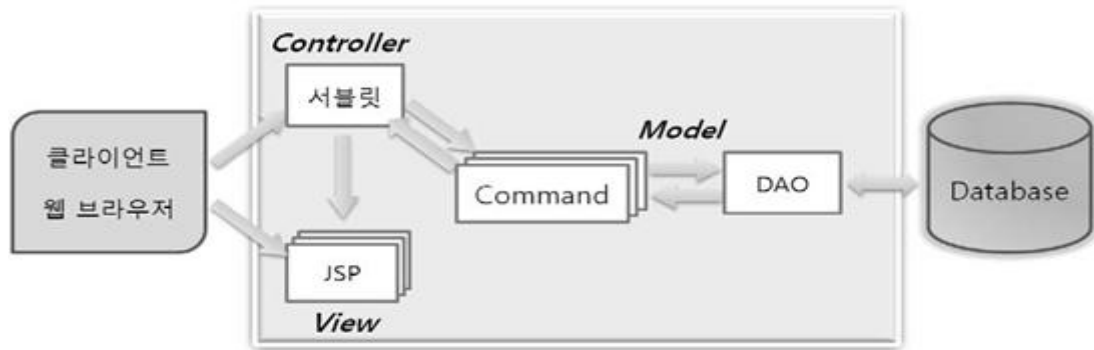 Controller
서블릿
클라이언트
웹 브라우저
Model
Command
DAO
Database
JSP
View